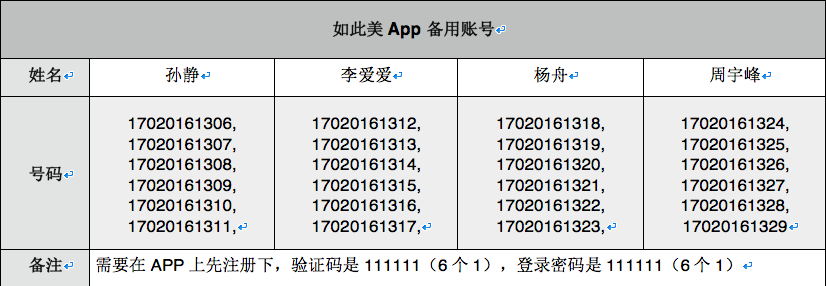 如此美 App 备用账号
姓名 孙静 李爱爱 杨舟 周宇峰
号码
17020161306, 17020161312, 17020161318, 17020161324,
17020161307, 17020161313, 17020161319, 17020161325,
17020161308, 17020161314, 17020161320, 17020161326,
17020161309, 17020161315, 17020161321, 17020161327,
17020161310, 17020161316, 17020161322, 17020161328,
17020161311, 17020161317, 17020161323, 17020161329
备注 需要在 APP 上先注册下，验证码是 111111（6 个 1），登录密码是 111111（6 个 1）